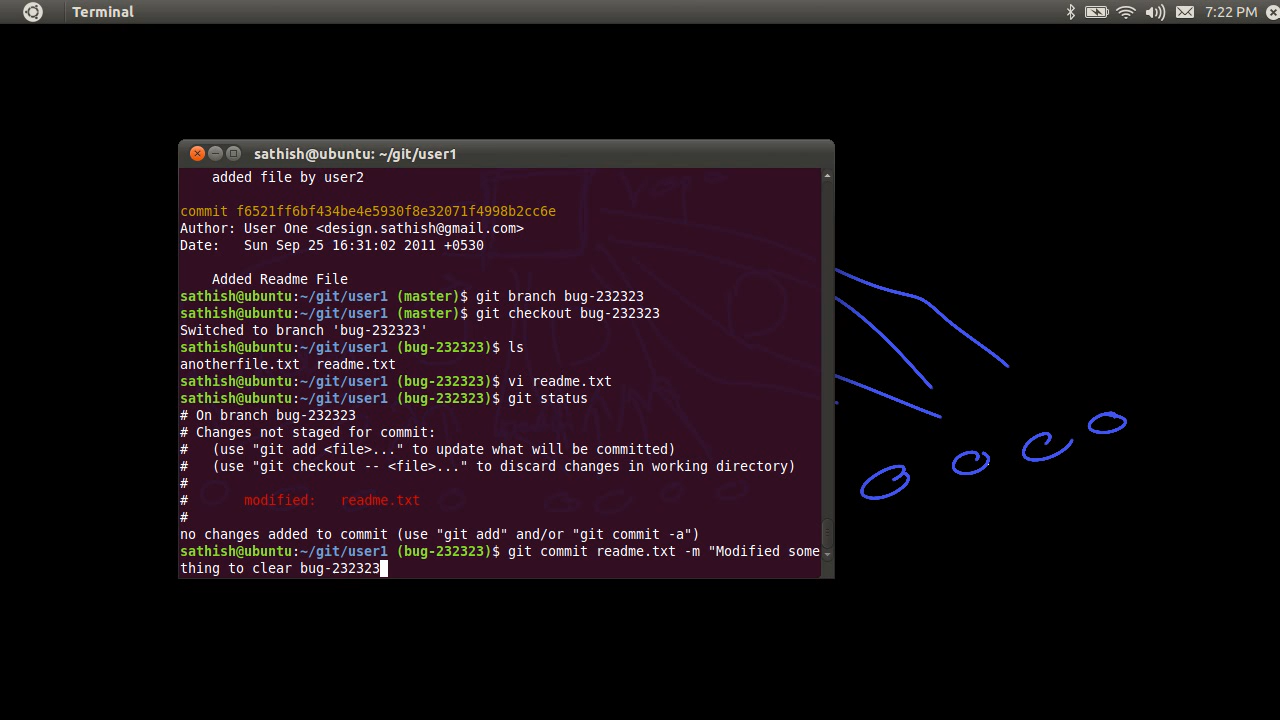 Terminal
7:22 PM
sathish@ubuntu: ~/git/user1
added file by user2
commit f6521ff6bf434be4e5930f8e32071f4998b2cc6e
Author: User One <design.sathish@gmail.com>
Date:   Sun Sep 25 16:31:02 2011 +0530
Added Readme File
sathish@ubuntu:~/git/user1 (master)$ git branch bug-232323
sathish@ubuntu:~/git/user1 (master)$ git checkout bug-232323
Switched to branch 'bug-232323'
sathish@ubuntu:~/git/user1 (bug-232323)$ ls
anotherfile.txt  readme.txt
sathish@ubuntu:~/git/user1 (bug-232323)$ vi readme.txt
sathish@ubuntu:~/git/user1 (bug-232323)$ git status
# On branch bug-232323
# Changes not staged for commit:
#   (use "git add <file>..." to update what will be committed)
#   (use "git checkout -- <file>..." to discard changes in working directory)
#
#       modified:   readme.txt
#
no changes added to commit (use "git add" and/or "git commit -a")
sathish@ubuntu:~/git/user1 (bug-232323)$ git commit readme.txt -m "Modified some
thing to clear bug-232323